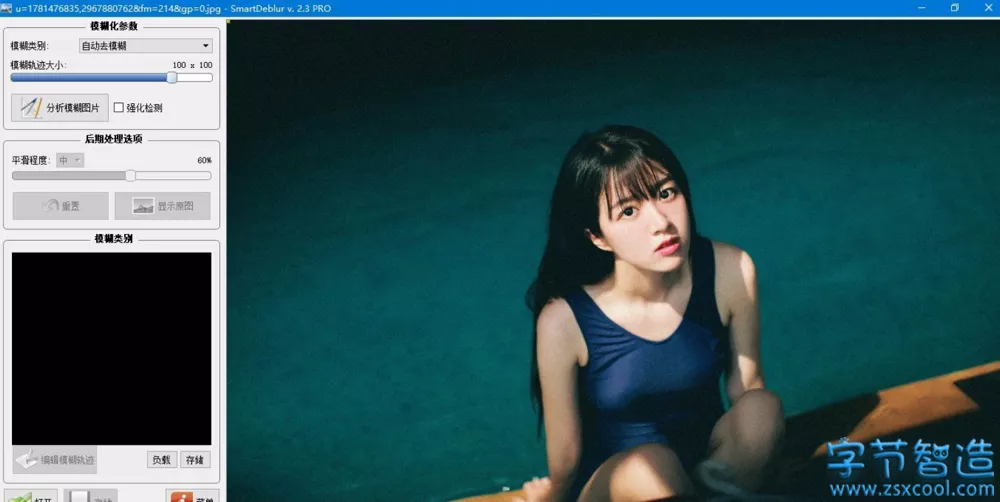 u=1781476835,2967880762&fm=214&gp=0.jpg - SmartDeblur v. 2.3 PRO
模糊化参数
模糊类别： 自动去模糊
模糊轨迹大小： 100 x 100
分析模糊图片 强化检测
后期处理选项
平滑程度： 中 60%
重置 显示原图
模糊类别
编辑模糊轨迹 负载 存储
打开 存储 菜单
字节智造
www.zsxcool.com